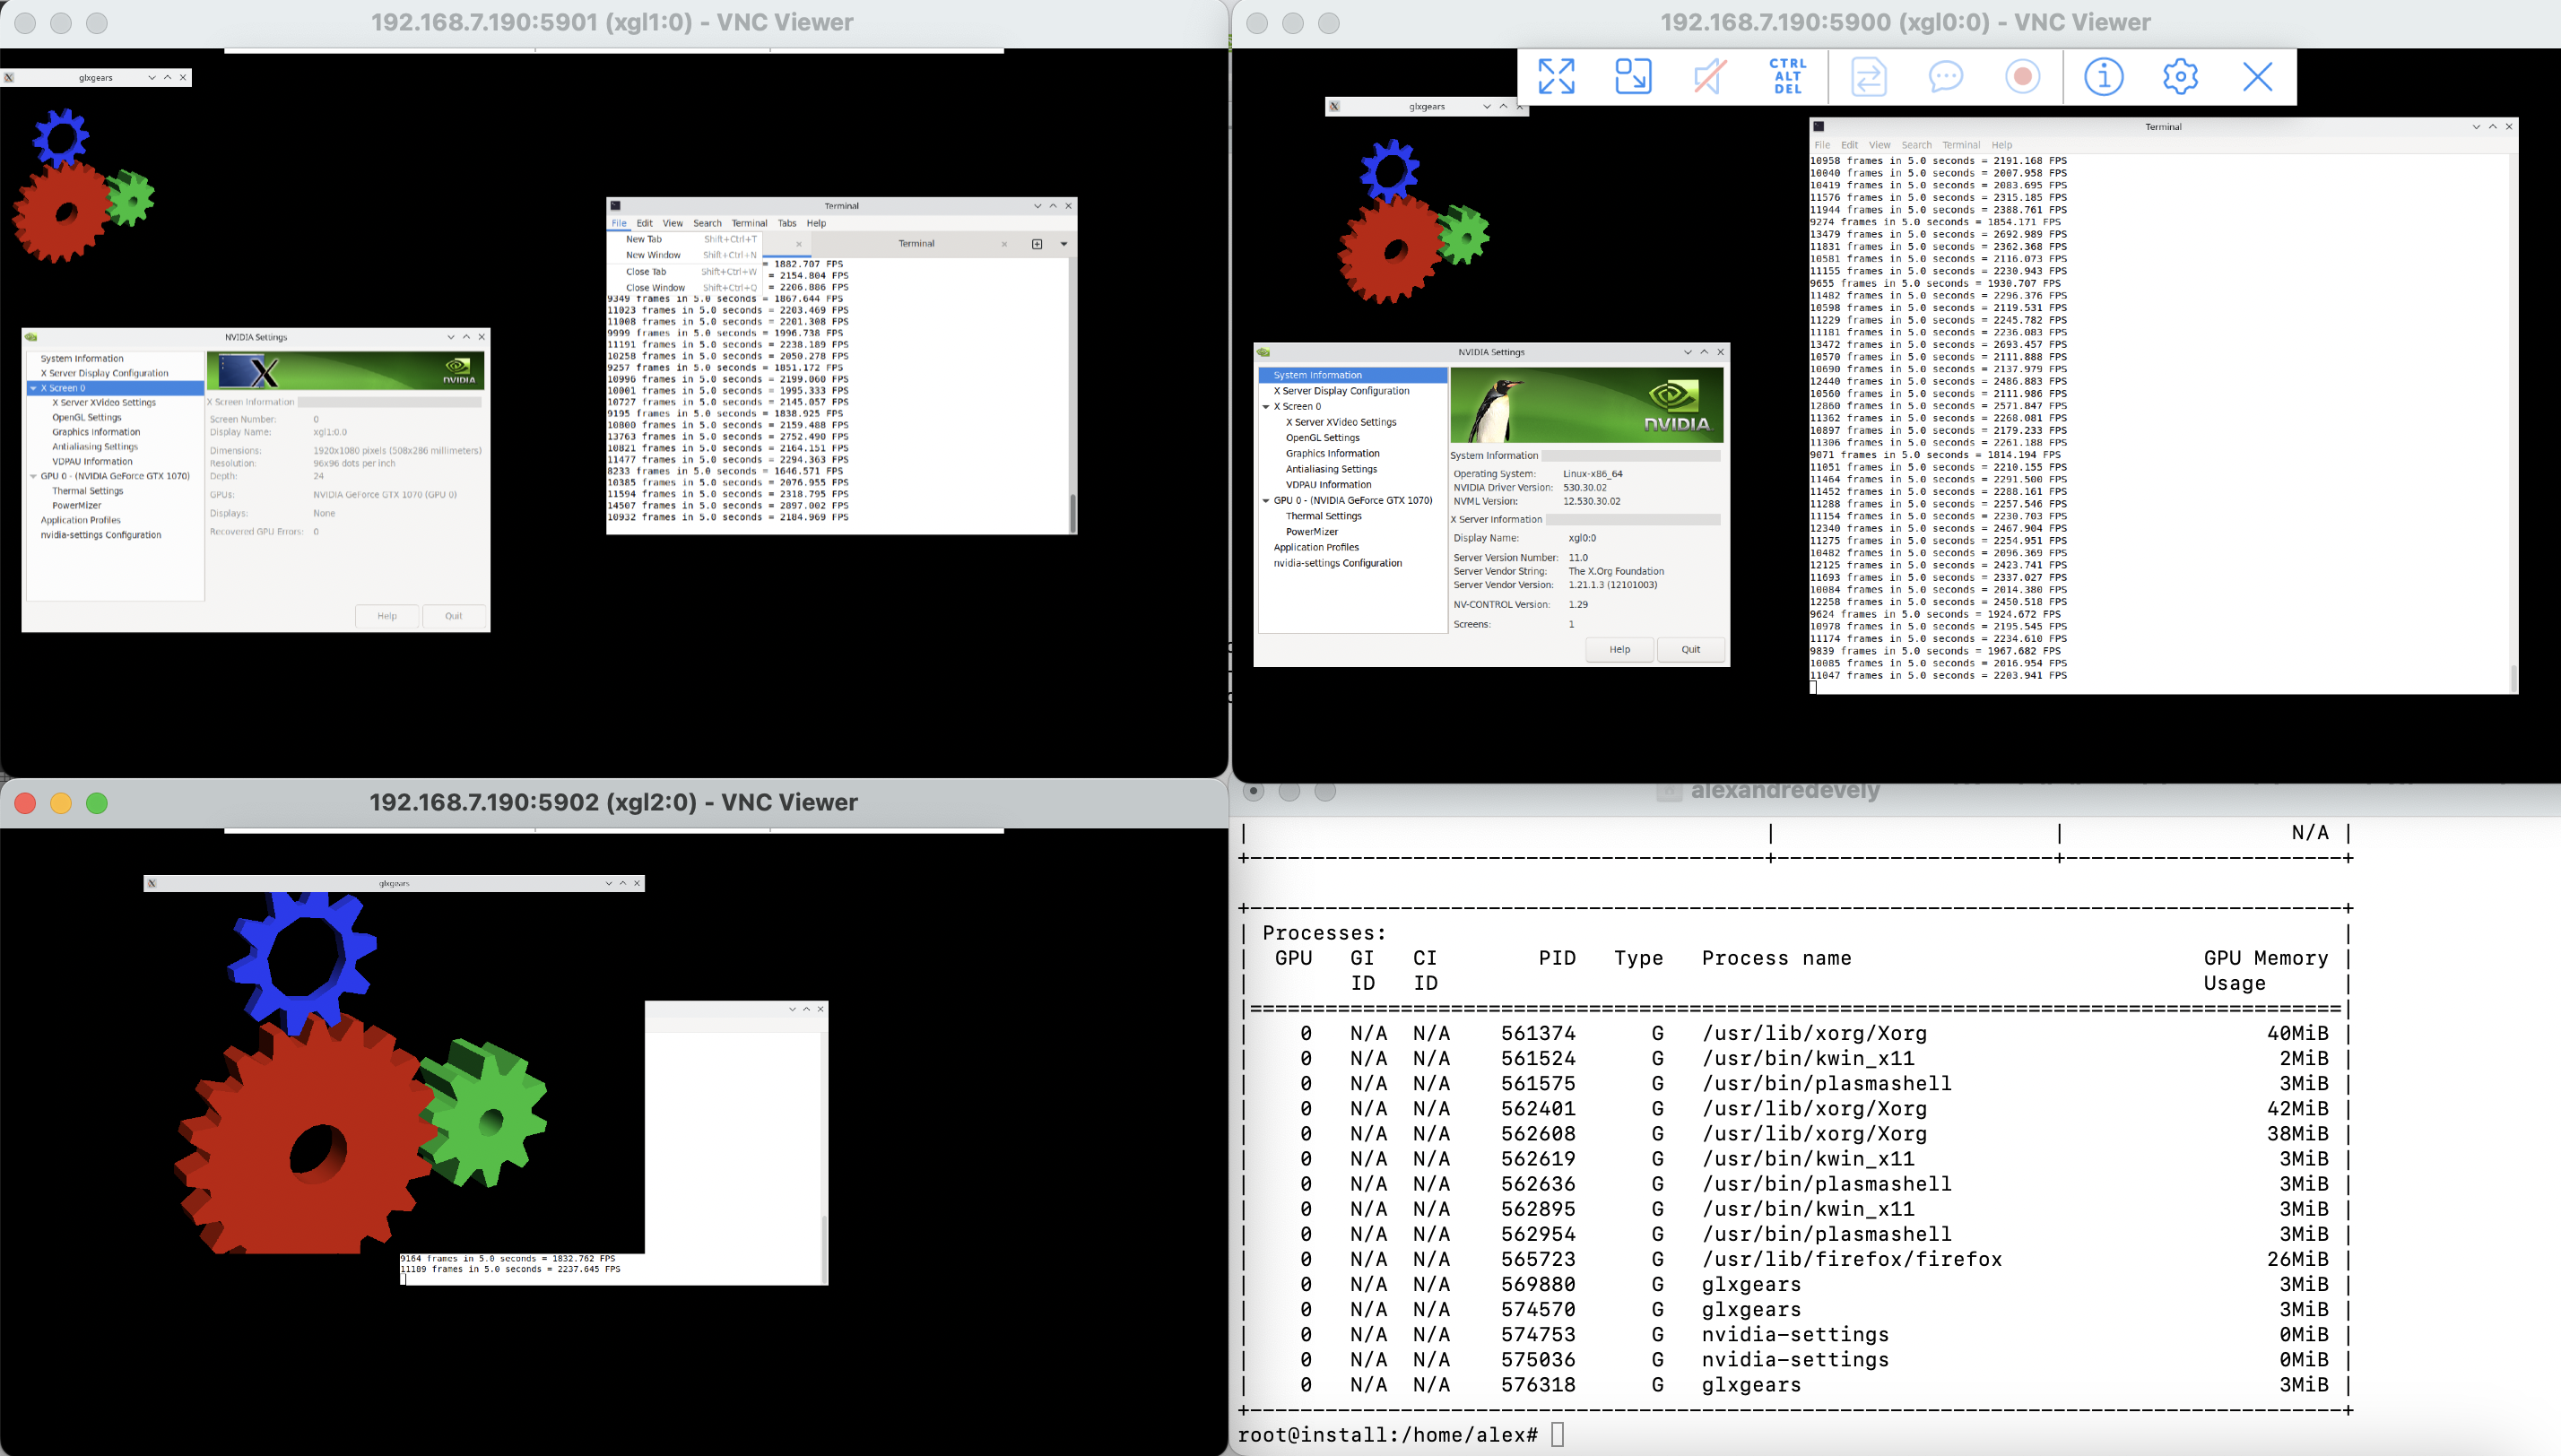 192.168.7.190:5901 (xgl1:0) - VNC Viewer
glxgears
Terminal
File Edit View Search Terminal Tabs Help
New Tab Shift+Ctrl+T
New Window Shift+Ctrl+N
Close Tab Shift+Ctrl+W
Close Window Shift+Ctrl+Q
Terminal
= 1882.707 FPS
= 2154.804 FPS
= 2206.886 FPS
9349 frames in 5.0 seconds = 1867.644 FPS
11023 frames in 5.0 seconds = 2203.469 FPS
11008 frames in 5.0 seconds = 2201.308 FPS
9999 frames in 5.0 seconds = 1996.738 FPS
11191 frames in 5.0 seconds = 2238.189 FPS
10258 frames in 5.0 seconds = 2050.278 FPS
9257 frames in 5.0 seconds = 1851.172 FPS
10996 frames in 5.0 seconds = 2199.060 FPS
10001 frames in 5.0 seconds = 1995.333 FPS
10727 frames in 5.0 seconds = 2145.057 FPS
9195 frames in 5.0 seconds = 1838.925 FPS
10800 frames in 5.0 seconds = 2159.488 FPS
13763 frames in 5.0 seconds = 2752.490 FPS
10821 frames in 5.0 seconds = 2164.151 FPS
11477 frames in 5.0 seconds = 2294.363 FPS
8233 frames in 5.0 seconds = 1646.571 FPS
10385 frames in 5.0 seconds = 2076.955 FPS
11594 frames in 5.0 seconds = 2318.795 FPS
14507 frames in 5.0 seconds = 2897.002 FPS
10932 frames in 5.0 seconds = 2184.969 FPS
NVIDIA Settings
System Information
X Server Display Configuration
X Screen 0
X Server XVideo Settings
OpenGL Settings
Graphics Information
Antialiasing Settings
VDPAU Information
GPU 0 - (NVIDIA GeForce GTX 1070)
Thermal Settings
PowerMizer
Application Profiles
nvidia-settings Configuration
X
NVIDIA
X Screen Information
Screen Number: 0
Display Name: xgl1:0.0
Dimensions: 1920x1080 pixels (508x286 millimeters)
Resolution: 96x96 dots per inch
Depth: 24
GPUs: NVIDIA GeForce GTX 1070 (GPU 0)
Displays: None
Recovered GPU Errors: 0
Help Quit
192.168.7.190:5900 (xgl0:0) - VNC Viewer
CTRL
ALT
DEL
glxgears
NVIDIA Settings
System Information
X Server Display Configuration
X Screen 0
X Server XVideo Settings
OpenGL Settings
Graphics Information
Antialiasing Settings
VDPAU Information
GPU 0 - (NVIDIA GeForce GTX 1070)
Thermal Settings
PowerMizer
Application Profiles
nvidia-settings Configuration
NVIDIA.
System Information
Operating System: Linux-x86_64
NVIDIA Driver Version: 530.30.02
NVML Version: 12.530.30.02
X Server Information
Display Name: xgl0:0
Server Version Number: 11.0
Server Vendor String: The X.Org Foundation
Server Vendor Version: 1.21.1.3 (12101003)
NV-CONTROL Version: 1.29
Screens: 1
Help Quit
Terminal
File Edit View Search Terminal Help
10958 frames in 5.0 seconds = 2191.168 FPS
10040 frames in 5.0 seconds = 2007.958 FPS
10419 frames in 5.0 seconds = 2083.695 FPS
11576 frames in 5.0 seconds = 2315.185 FPS
11944 frames in 5.0 seconds = 2388.761 FPS
9274 frames in 5.0 seconds = 1854.171 FPS
13479 frames in 5.0 seconds = 2692.989 FPS
11831 frames in 5.0 seconds = 2362.368 FPS
10581 frames in 5.0 seconds = 2116.073 FPS
11155 frames in 5.0 seconds = 2230.943 FPS
9655 frames in 5.0 seconds = 1930.707 FPS
11482 frames in 5.0 seconds = 2296.376 FPS
10598 frames in 5.0 seconds = 2119.531 FPS
11229 frames in 5.0 seconds = 2245.782 FPS
11181 frames in 5.0 seconds = 2236.083 FPS
13472 frames in 5.0 seconds = 2693.457 FPS
10570 frames in 5.0 seconds = 2111.888 FPS
10690 frames in 5.0 seconds = 2137.979 FPS
12440 frames in 5.0 seconds = 2486.883 FPS
10560 frames in 5.0 seconds = 2111.986 FPS
12860 frames in 5.0 seconds = 2571.847 FPS
11362 frames in 5.0 seconds = 2268.081 FPS
10897 frames in 5.0 seconds = 2179.233 FPS
11306 frames in 5.0 seconds = 2261.188 FPS
9071 frames in 5.0 seconds = 1814.194 FPS
11051 frames in 5.0 seconds = 2210.155 FPS
11464 frames in 5.0 seconds = 2291.500 FPS
11452 frames in 5.0 seconds = 2288.161 FPS
11288 frames in 5.0 seconds = 2257.546 FPS
11154 frames in 5.0 seconds = 2230.703 FPS
12340 frames in 5.0 seconds = 2467.904 FPS
11275 frames in 5.0 seconds = 2254.951 FPS
10482 frames in 5.0 seconds = 2096.369 FPS
12125 frames in 5.0 seconds = 2423.741 FPS
11693 frames in 5.0 seconds = 2337.027 FPS
10084 frames in 5.0 seconds = 2014.380 FPS
12258 frames in 5.0 seconds = 2450.518 FPS
9624 frames in 5.0 seconds = 1924.672 FPS
10978 frames in 5.0 seconds = 2195.545 FPS
11174 frames in 5.0 seconds = 2234.610 FPS
9839 frames in 5.0 seconds = 1967.682 FPS
10085 frames in 5.0 seconds = 2016.954 FPS
11047 frames in 5.0 seconds = 2203.941 FPS
192.168.7.190:5902 (xgl2:0) - VNC Viewer
glxgears
9164 frames in 5.0 seconds = 1832.762 FPS
11189 frames in 5.0 seconds = 2237.645 FPS
alexandredevely
N/A
Processes:
GPU GI CI PID Type Process name GPU Memory
ID ID Usage
0 N/A N/A 561374 G /usr/lib/xorg/Xorg 40MiB
0 N/A N/A 561524 G /usr/bin/kwin_x11 2MiB
0 N/A N/A 561575 G /usr/bin/plasmashell 3MiB
0 N/A N/A 562401 G /usr/lib/xorg/Xorg 42MiB
0 N/A N/A 562608 G /usr/lib/xorg/Xorg 38MiB
0 N/A N/A 562619 G /usr/bin/kwin_x11 3MiB
0 N/A N/A 562636 G /usr/bin/plasmashell 3MiB
0 N/A N/A 562895 G /usr/bin/kwin_x11 3MiB
0 N/A N/A 562954 G /usr/bin/plasmashell 3MiB
0 N/A N/A 565723 G /usr/lib/firefox/firefox 26MiB
0 N/A N/A 569880 G glxgears 3MiB
0 N/A N/A 574570 G glxgears 3MiB
0 N/A N/A 574753 G nvidia-settings 0MiB
0 N/A N/A 575036 G nvidia-settings 0MiB
0 N/A N/A 576318 G glxgears 3MiB
root@install:/home/alex#